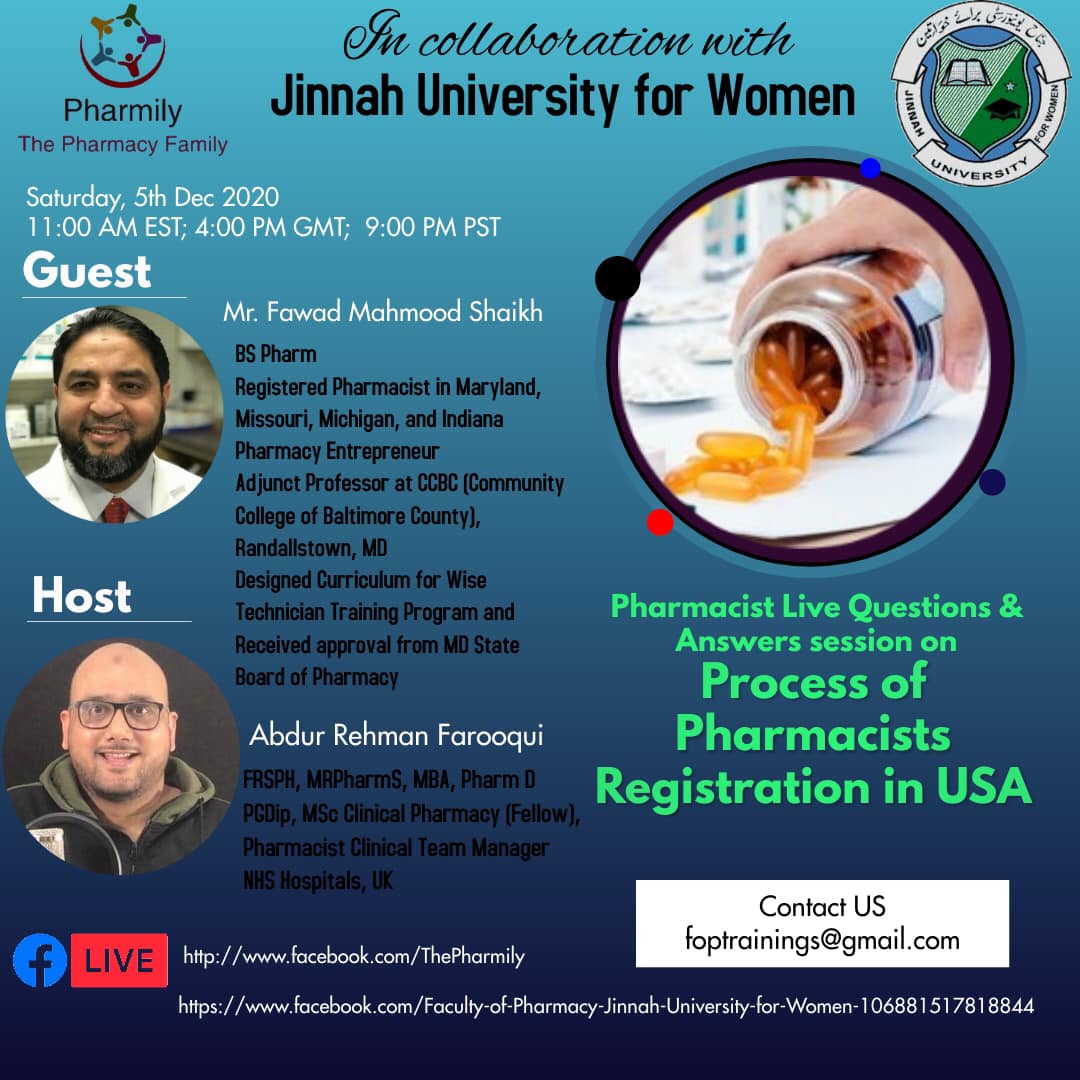 Pharmily
The Pharmacy Family
In collaboration with
Jinnah University for Women
جناح یونیورسٹی برائے خواتین
JINNAH
UNIVERSITY
FOR WOMEN
Saturday, 5th Dec 2020
11:00 AM EST; 4:00 PM GMT; 9:00 PM PST
Guest
Mr. Fawad Mahmood Shaikh
BS Pharm
Registered Pharmacist in Maryland,
Missouri, Michigan, and Indiana
Pharmacy Entrepreneur
Adjunct Professor at CCBC (Community
College of Baltimore County),
Randallstown, MD
Designed Curriculum for Wise
Technician Training Program and
Received approval from MD State
Board of Pharmacy
Host
Abdur Rehman Farooqui
FRSPH, MRPharmS, MBA, Pharm D
PGDip, MSc Clinical Pharmacy (Fellow),
Pharmacist Clinical Team Manager
NHS Hospitals, UK
Pharmacist Live Questions &
Answers session on
Process of
Pharmacists
Registration in USA
Contact US
foptrainings@gmail.com
LIVE
http://www.facebook.com/ThePharmily
https://www.facebook.com/Faculty-of-Pharmacy-Jinnah-University-for-Women-106881517818844